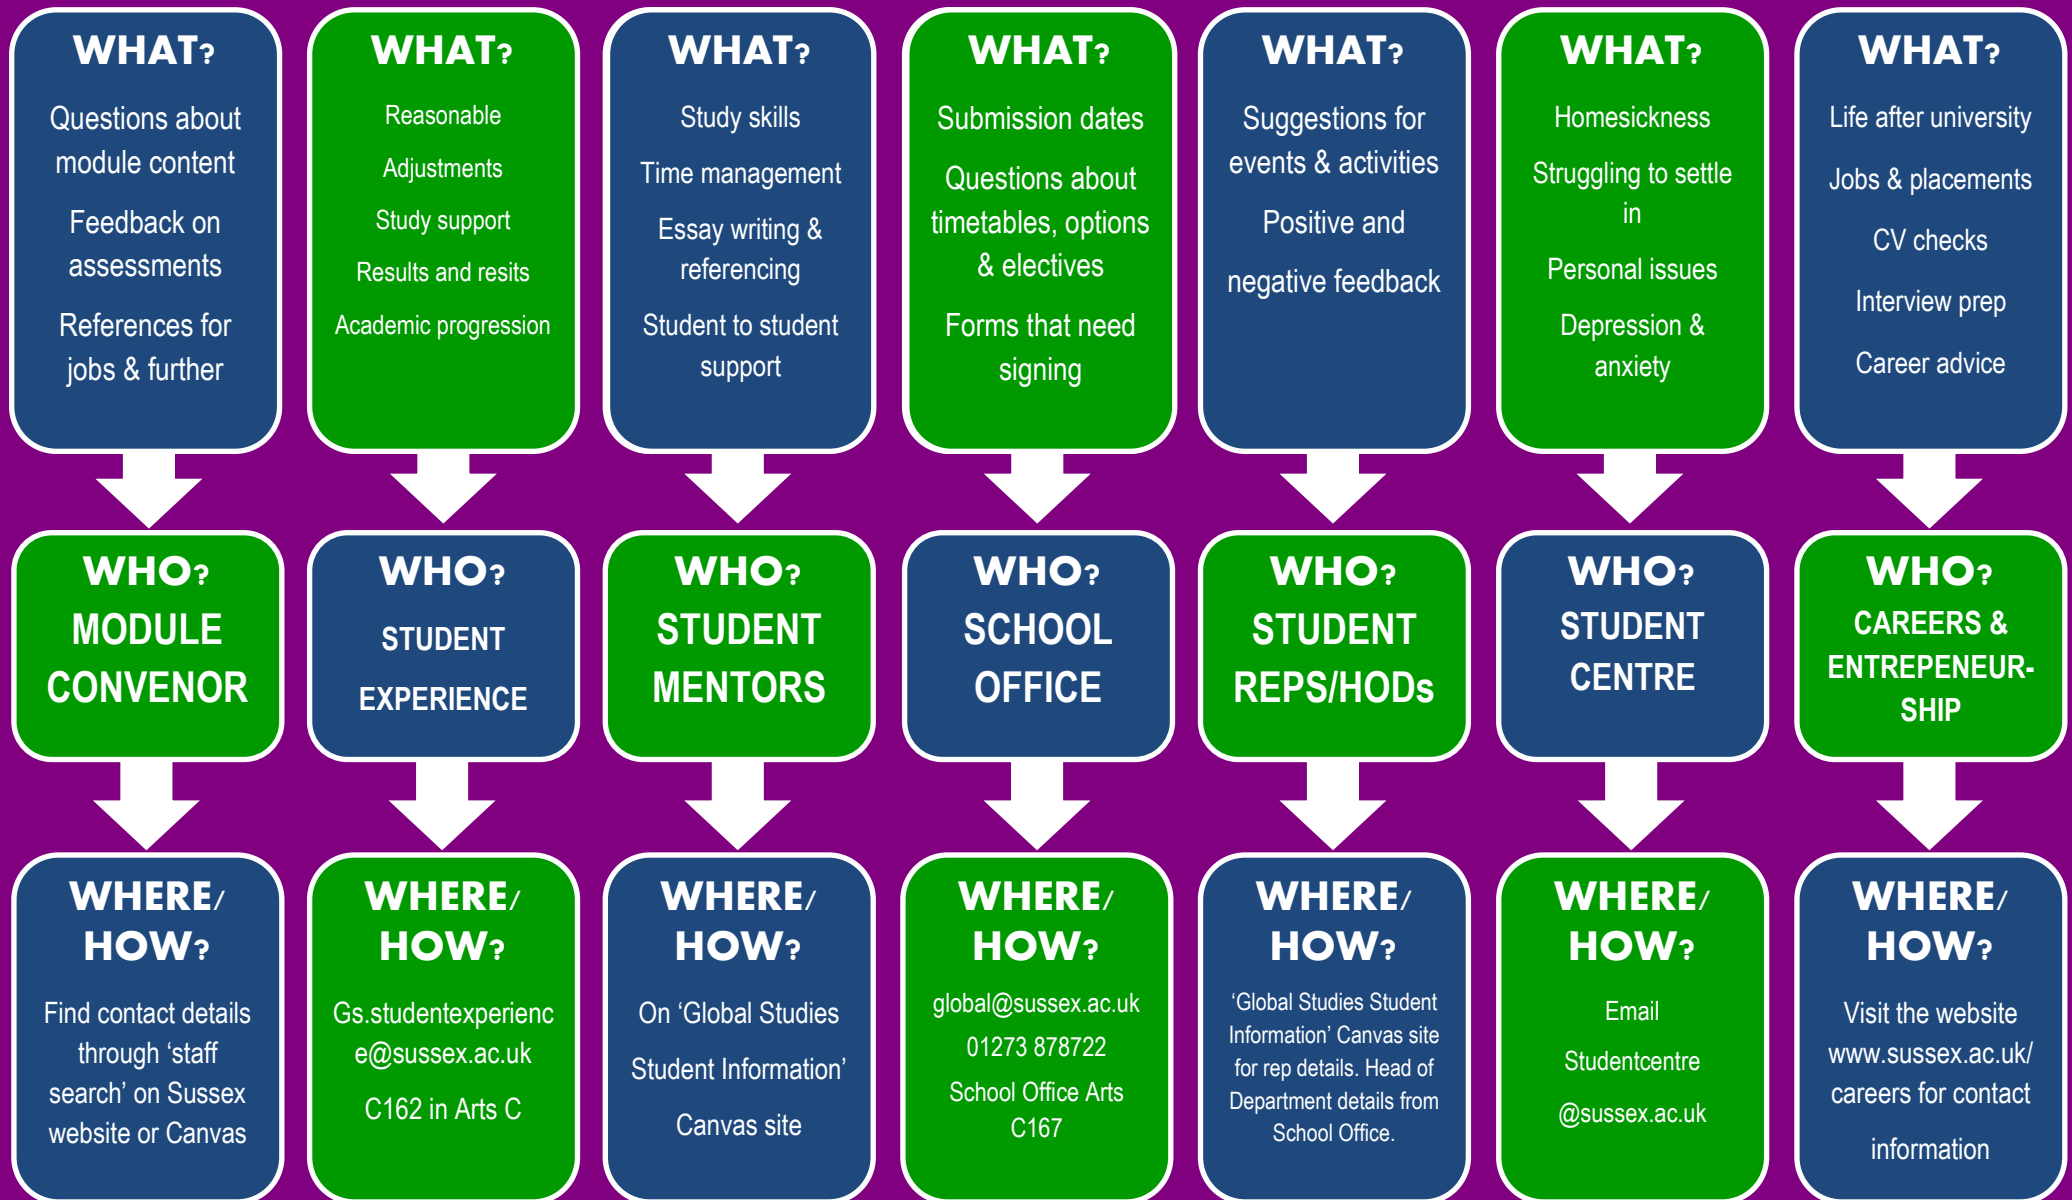 WHAT?
Questions about
module content
Feedback on
assessments
References for
jobs & further
WHO?
MODULE
CONVENOR
WHERE/
HOW?
Find contact details
through ‘staff
search’ on Sussex
website or Canvas
WHAT?
Reasonable
Adjustments
Study support
Results and resits
Academic progression
WHO?
STUDENT
EXPERIENCE
WHERE/
HOW?
Gs.studentexperienc
e@sussex.ac.uk
C162 in Arts C
WHAT?
Study skills
Time management
Essay writing &
referencing
Student to student
support
WHO?
STUDENT
MENTORS
WHERE/
HOW?
On ‘Global Studies
Student Information’
Canvas site
WHAT?
Submission dates
Questions about
timetables, options
& electives
Forms that need
signing
WHO?
SCHOOL
OFFICE
WHERE/
HOW?
global@sussex.ac.uk
01273 878722
School Office Arts
C167
WHAT?
Suggestions for
events & activities
Positive and
negative feedback
WHO?
STUDENT
REPS/HODs
WHERE/
HOW?
‘Global Studies Student
Information’ Canvas site
for rep details. Head of
Department details from
School Office.
WHAT?
Homesickness
Struggling to settle
in
Personal issues
Depression &
anxiety
WHO?
STUDENT
CENTRE
WHERE/
HOW?
Email
Studentcentre
@sussex.ac.uk
WHAT?
Life after university
Jobs & placements
CV checks
Interview prep
Career advice
WHO?
CAREERS &
ENTREPENEUR-
SHIP
WHERE/
HOW?
Visit the website
www.sussex.ac.uk/
careers for contact
information